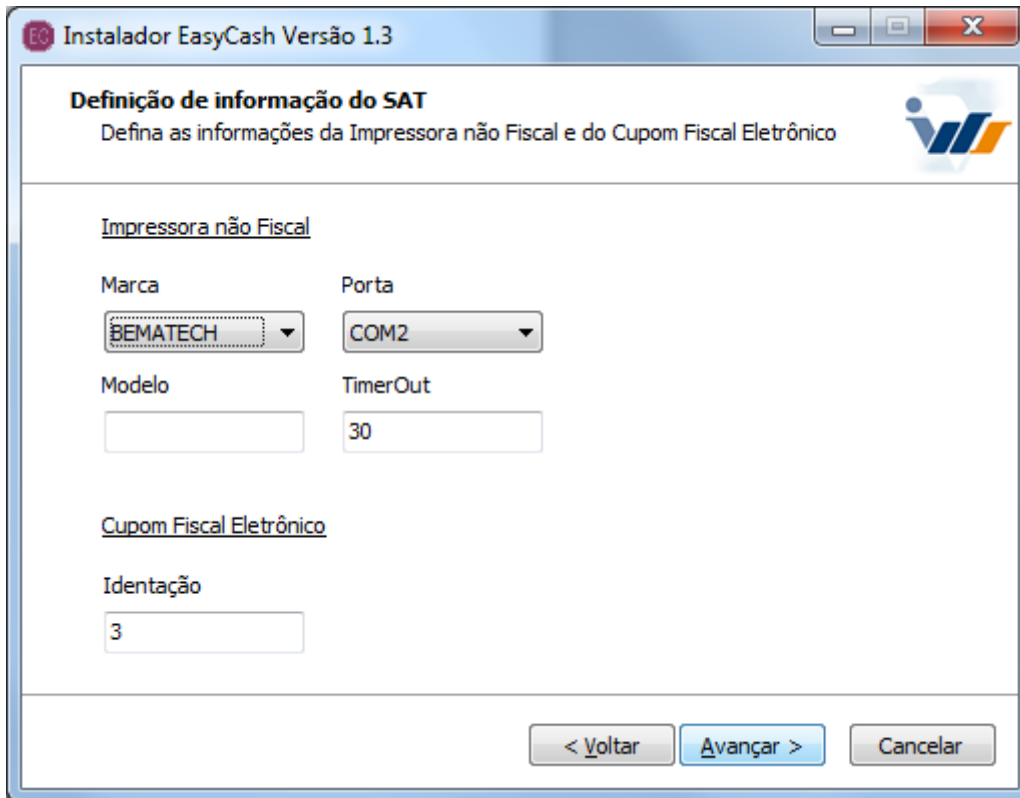 EC Instalador EasyCash Versão 1.3
Definição de informação do SAT
Defina as informações da Impressora não Fiscal e do Cupom Fiscal Eletrônico
Impressora não Fiscal
Marca Porta
BEMATECH COM2
Modelo TimerOut
30
Cupom Fiscal Eletrônico
Identação
3
< Voltar Avançar > Cancelar